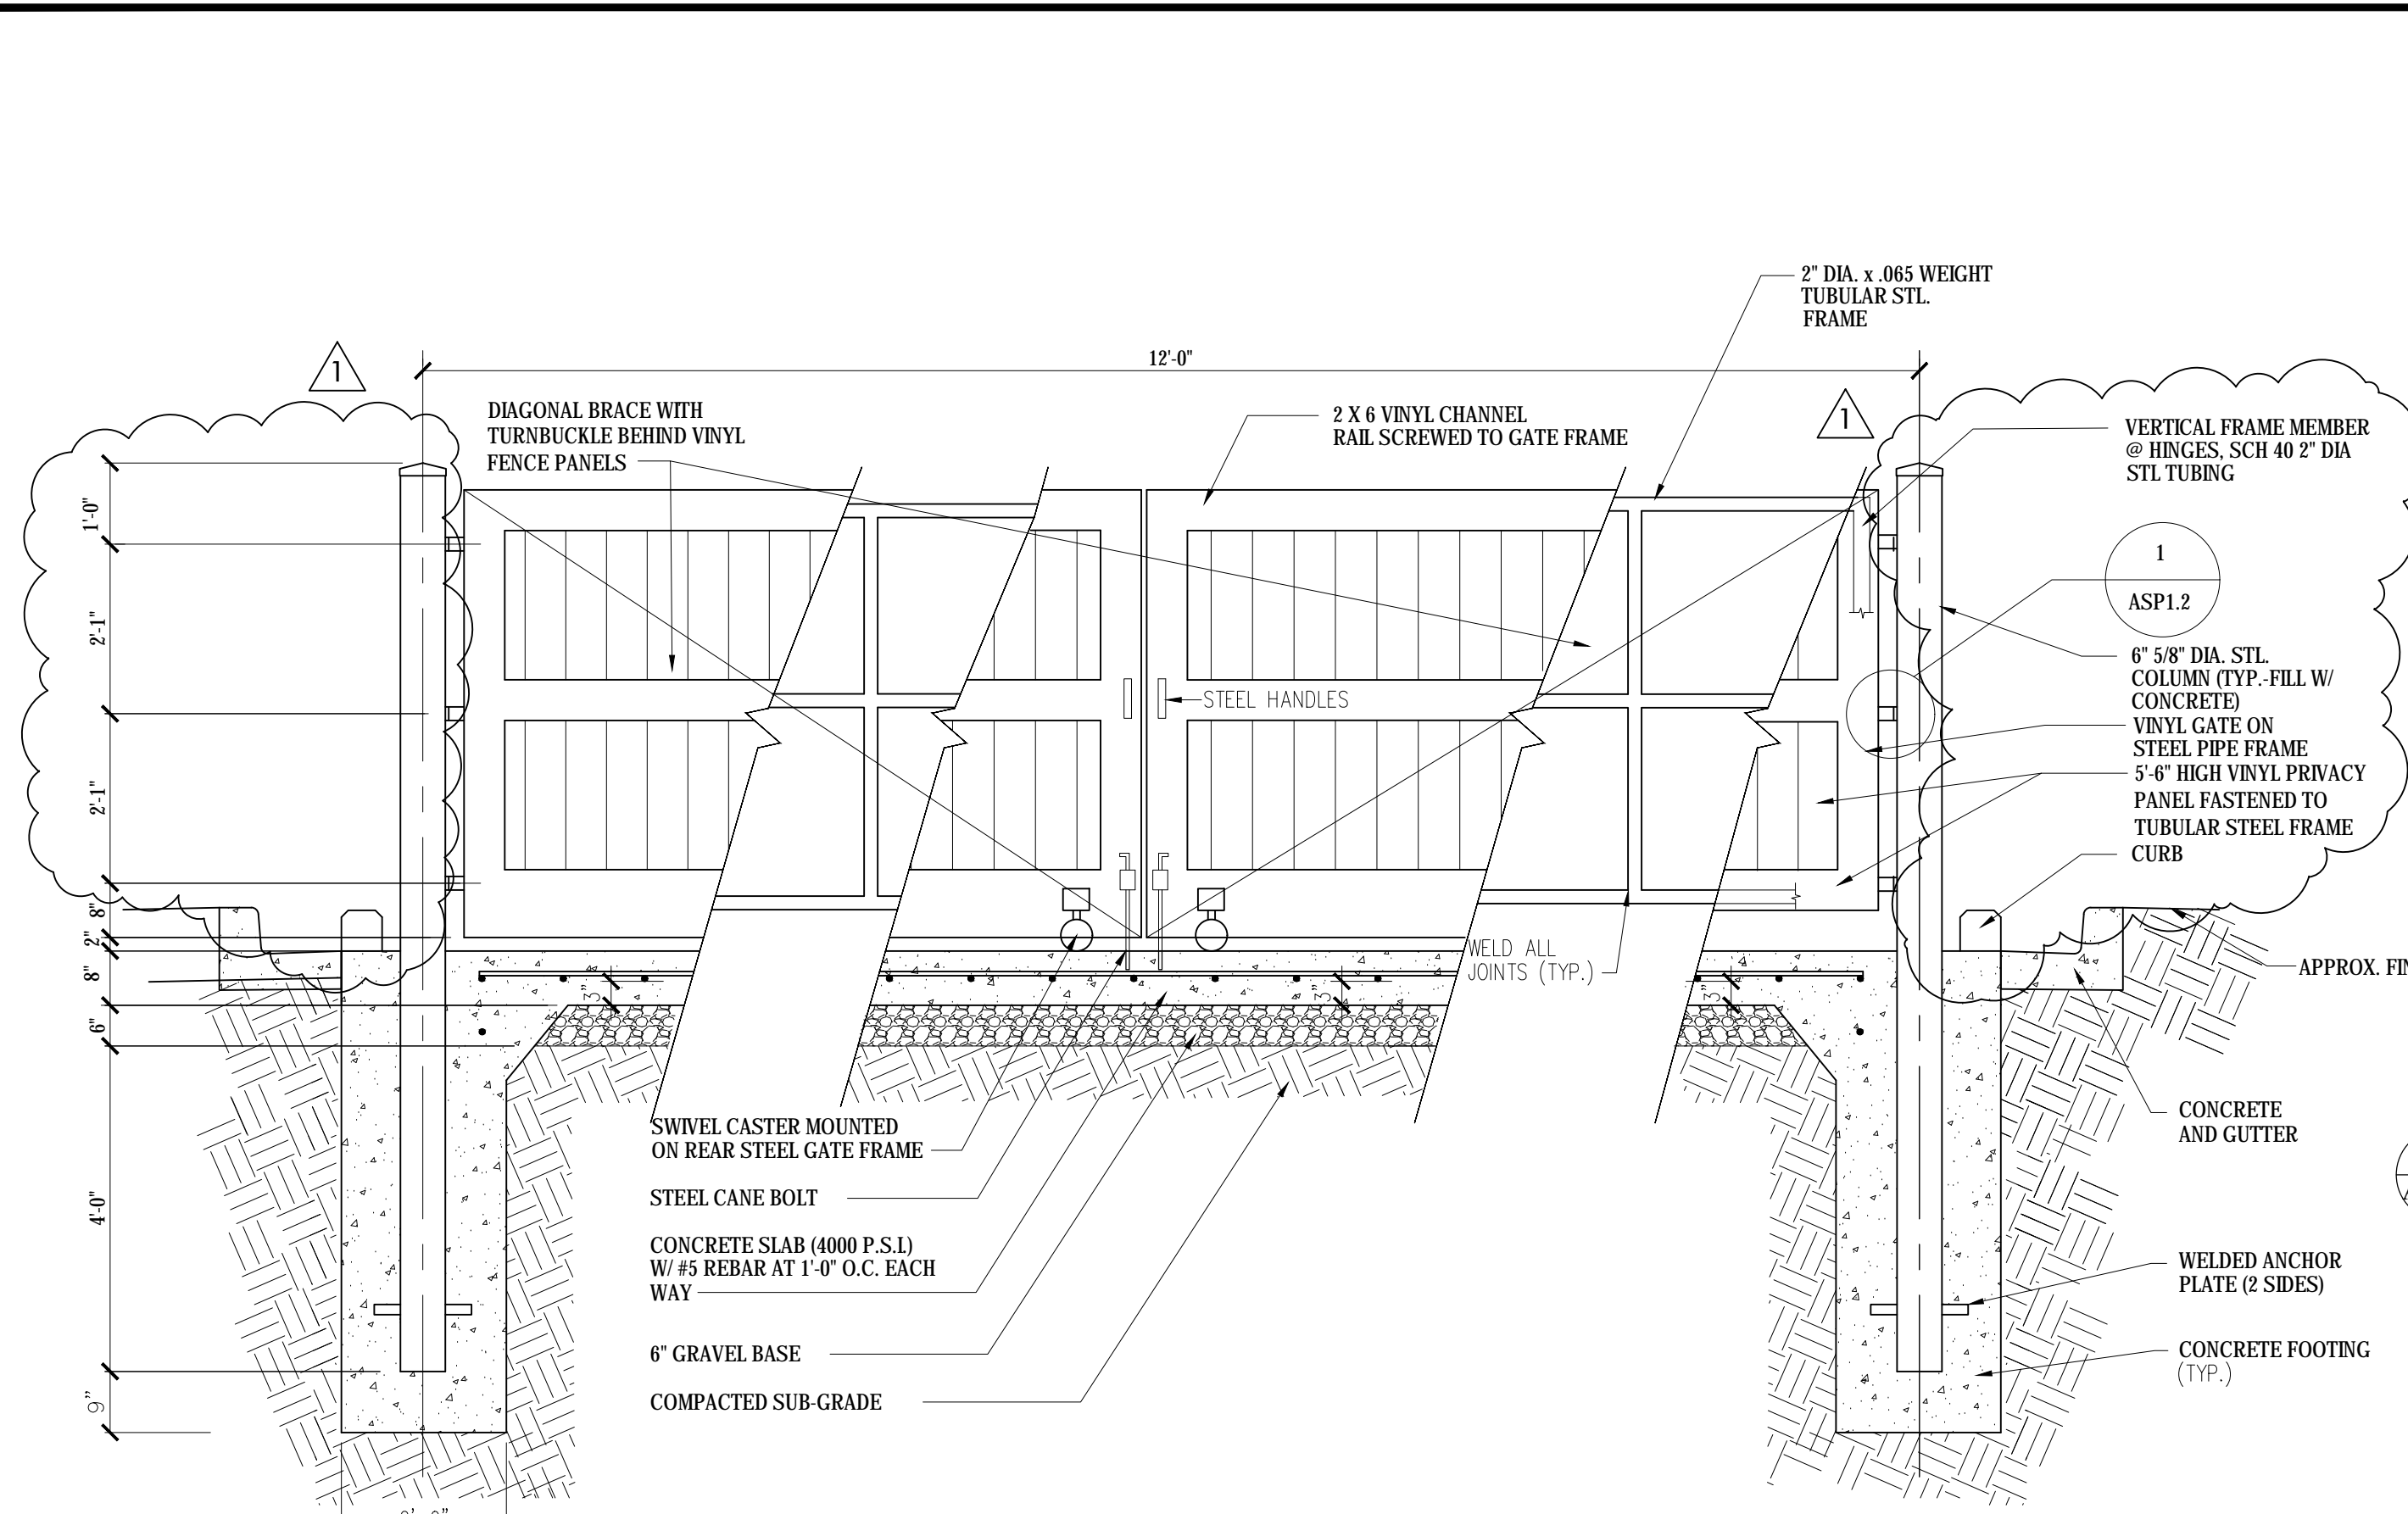 2" DIA. x .065 WEIGHT
TUBULAR STL.
FRAME
1
12'-0"
1
DIAGONAL BRACE WITH
TURNBUCKLE BEHIND VINYL
FENCE PANELS
2 X 6 VINYL CHANNEL
RAIL SCREWED TO GATE FRAME
VERTICAL FRAME MEMBER
@ HINGES, SCH 40 2" DIA
STL TUBING
1
ASP1.2
6" 5/8" DIA. STL.
COLUMN (TYP.-FILL W/
CONCRETE)
VINYL GATE ON
STEEL PIPE FRAME
5'-6" HIGH VINYL PRIVACY
PANEL FASTENED TO
TUBULAR STEEL FRAME
CURB
STEEL HANDLES
1'-0"
2'-1"
2'-1"
8"
2"
8"
6"
4'-0"
9"
3"
3"
3"
WELD ALL
JOINTS (TYP.)
APPROX.
SWIVEL CASTER MOUNTED
ON REAR STEEL GATE FRAME
STEEL CANE BOLT
CONCRETE SLAB (4000 P.S.I.)
W/ #5 REBAR AT 1'-0" O.C. EACH
WAY
6" GRAVEL BASE
COMPACTED SUB-GRADE
CONCRETE
AND GUTTER
WELDED ANCHOR
PLATE (2 SIDES)
CONCRETE FOOTING
(TYP.)